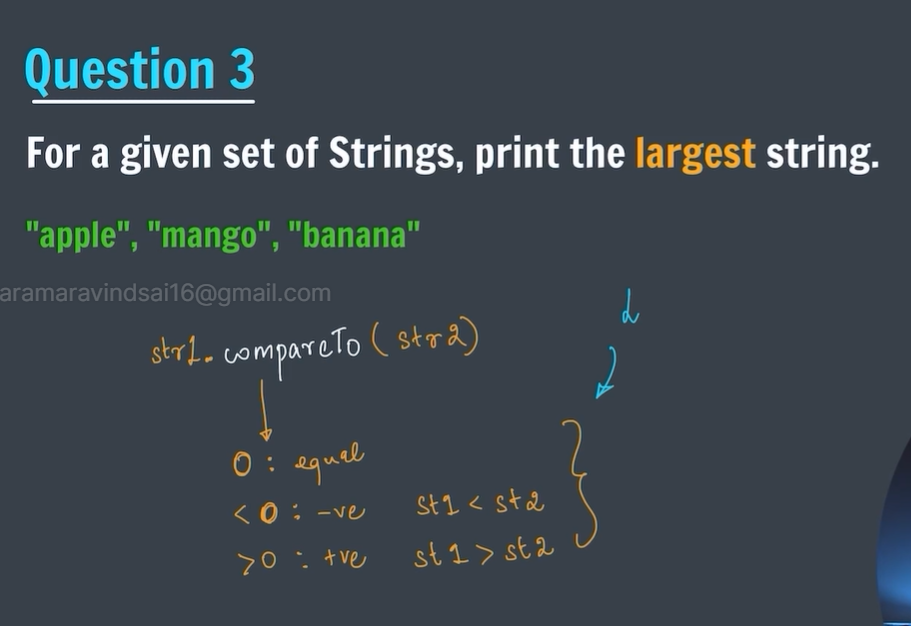 Question 3
For a given set of Strings, print the largest string.
"apple", "mango", "banana"
aramaravindsai16@gmail.com
str1.compareTo(str2)
0 : equal
<0 : -ve st1 < st2
>0 : +ve st1 > st2